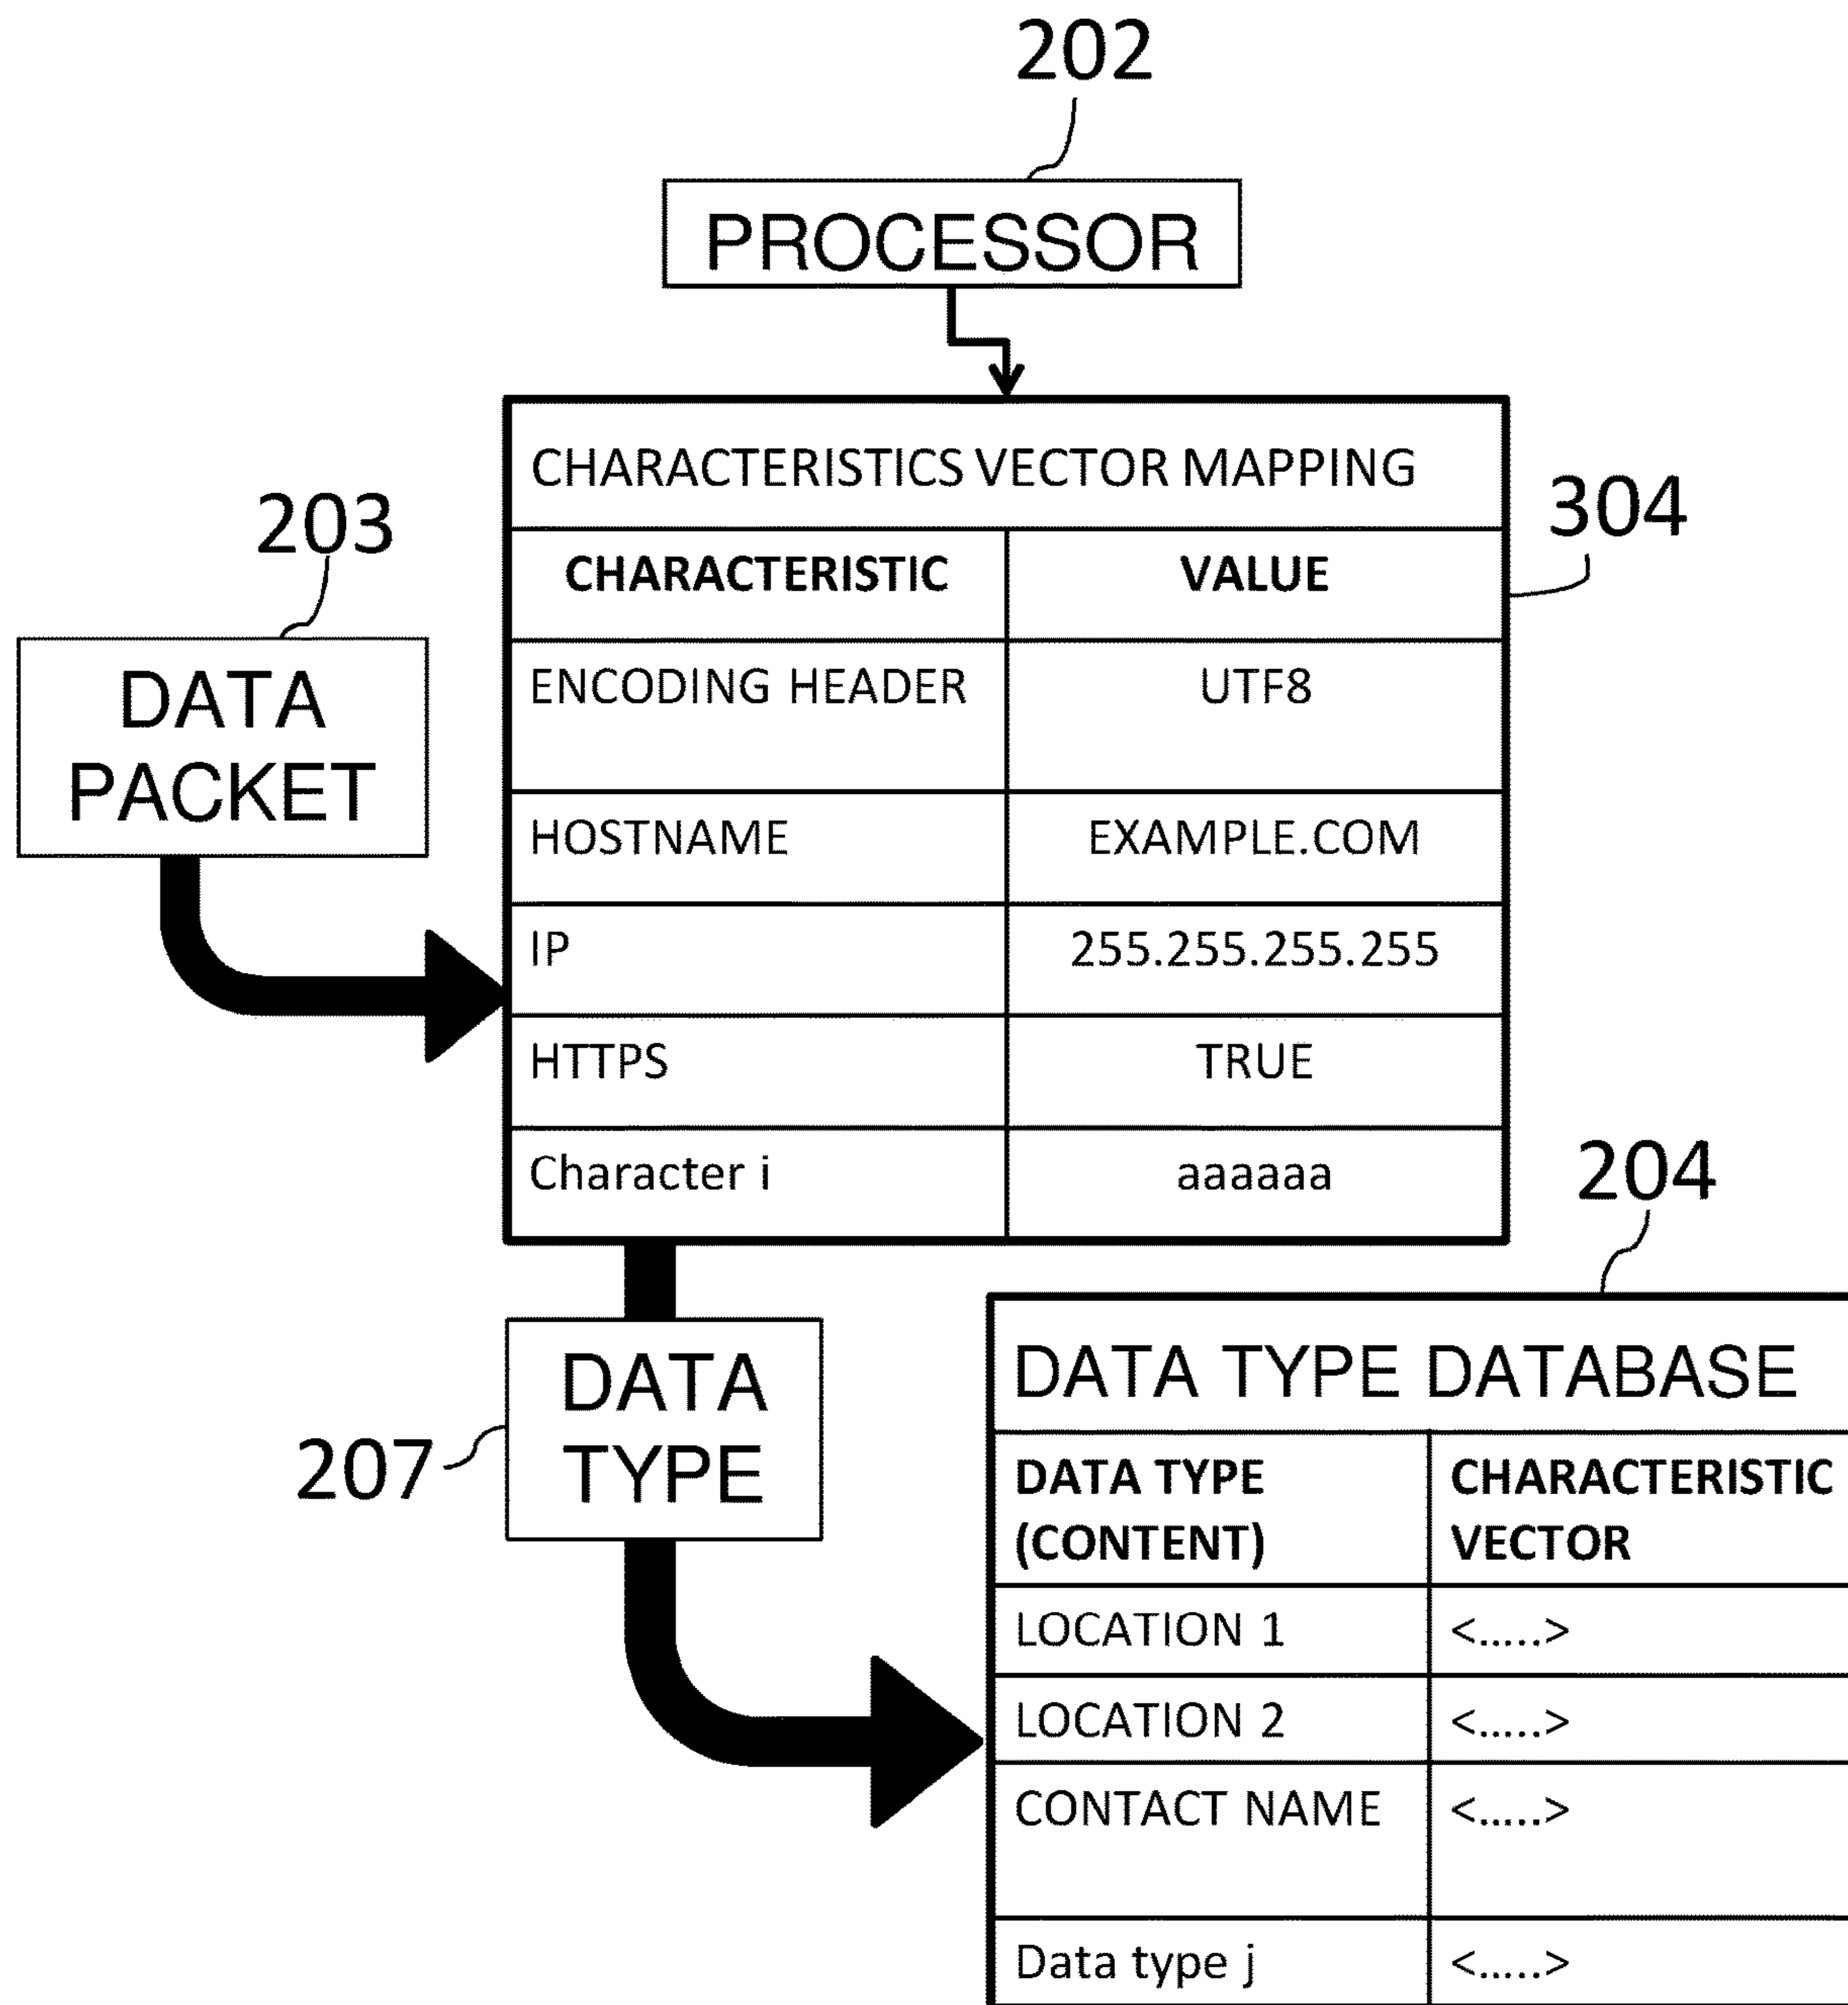 202
PROCESSOR
CHARACTERISTICS VECTOR MAPPING
203
304
CHARACTERISTIC VALUE
DATA
PACKET
ENCODING HEADER UTF8
HOSTNAME EXAMPLE.COM
IP 255.255.255.255
HTTPS TRUE
Character i aaaaaa
204
DATA
TYPE
207
DATA TYPE DATABASE
DATA TYPE
(CONTENT)
CHARACTERISTIC
VECTOR
LOCATION 1 <.....>
LOCATION 2 <.....>
CONTACT NAME <.....>
Data type j <.....>